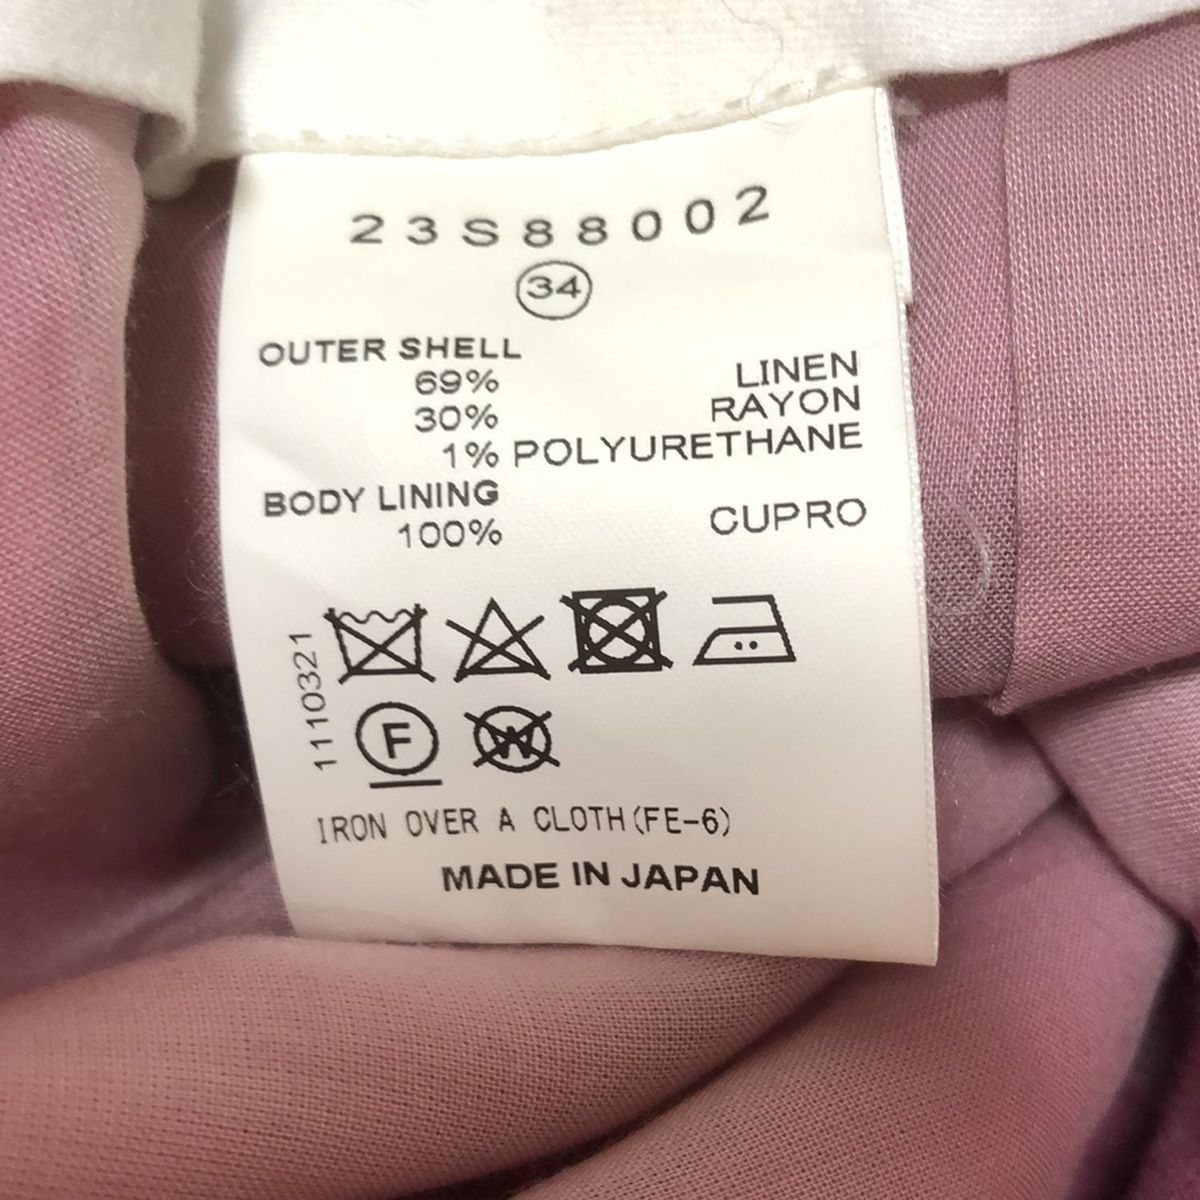 23S88002
34
OUTER SHELL
69% LINEN
30% RAYON
1% POLYURETHANE
BODY LINING
100% CUPRO
1110321
F
W
IRON OVER A CLOTH(FE-6)
MADE IN JAPAN